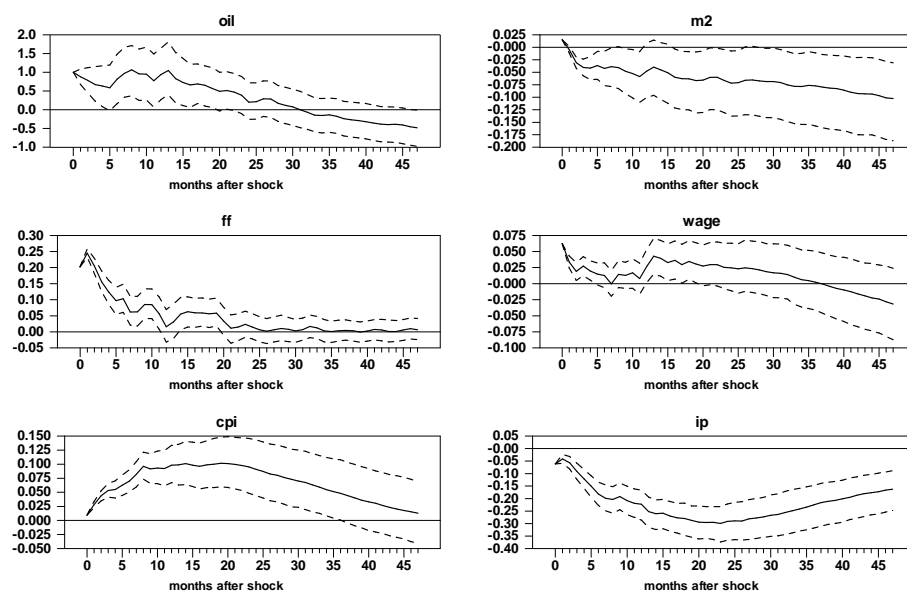 oil
2.0
1.5
1.0
0.5
0.0
-0.5
-1.0
0 5 10 15 20 25 30 35 40 45
months after shock
m2
0.025
-0.000
-0.025
-0.050
-0.075
-0.100
-0.125
-0.150
-0.175
-0.200
0 5 10 15 20 25 30 35 40 45
months after shock
ff
0.30
0.25
0.20
0.15
0.10
0.05
0.00
-0.05
0 5 10 15 20 25 30 35 40 45
months after shock
wage
0.075
0.050
0.025
-0.000
-0.025
-0.050
-0.075
-0.100
0 5 10 15 20 25 30 35 40 45
months after shock
cpi
0.150
0.125
0.100
0.075
0.050
0.025
0.000
-0.025
-0.050
0 5 10 15 20 25 30 35 40 45
months after shock
ip
0.05
-0.00
-0.05
-0.10
-0.15
-0.20
-0.25
-0.30
-0.35
-0.40
0 5 10 15 20 25 30 35 40 45
months after shock